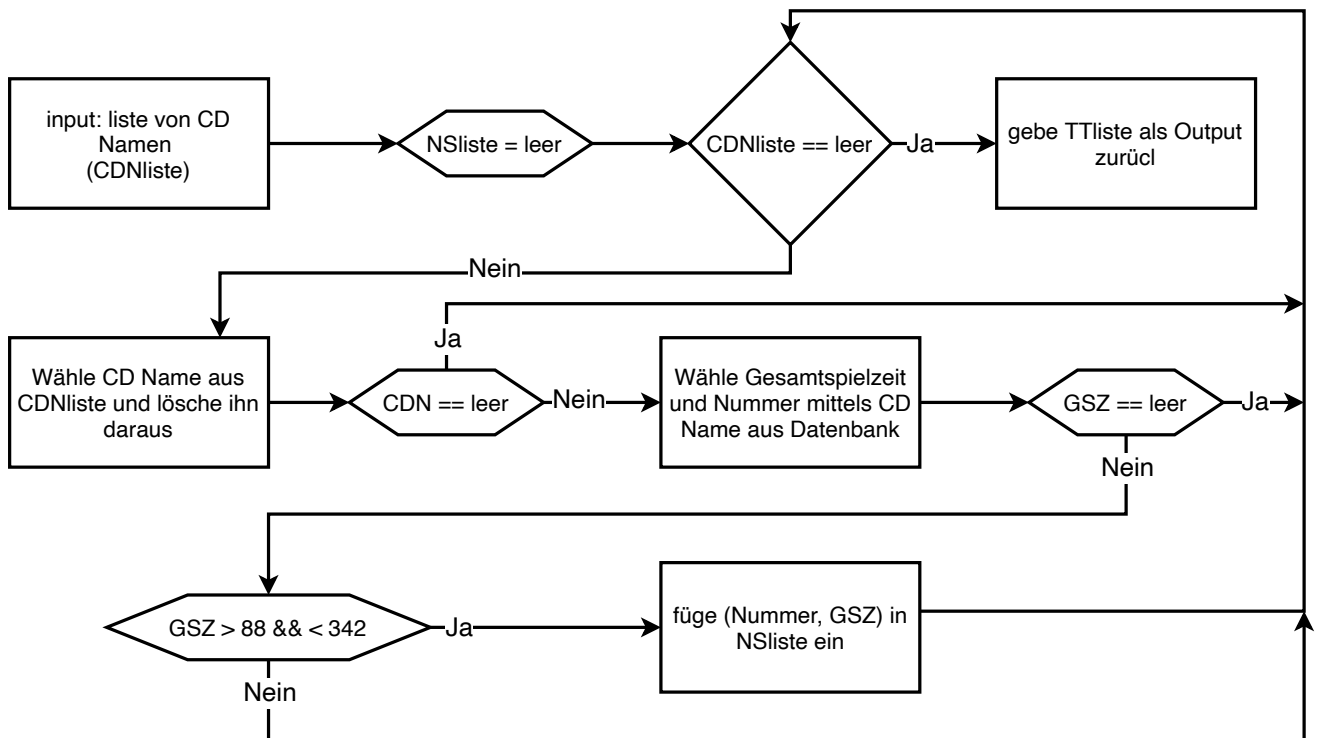 input: liste von CD
Namen
(CDNliste)
NSliste = leer
CDNliste == leer
Ja
gebe TTliste als Output
zurücl
Nein
Wähle CD Name aus
CDNliste und lösche ihn
daraus
Ja
CDN == leer
Nein
Wähle Gesamtspielzeit
und Nummer mittels CD
Name aus Datenbank
GSZ == leer
Ja
Nein
GSZ > 88 && < 342
Ja
füge (Nummer, GSZ) in
NSliste ein
Nein